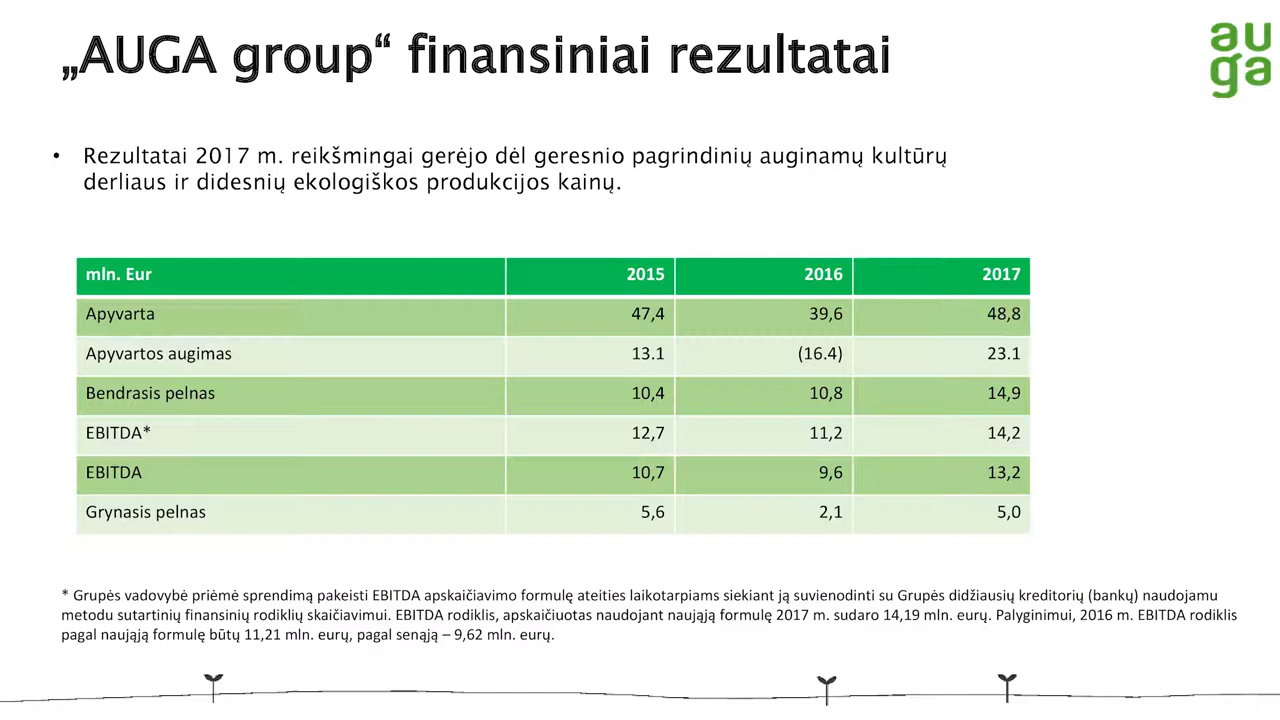 „AUGA group“ finansiniai rezultatai
au
ga
• Rezultatai 2017 m. reikšmingai gerėjo dėl geresnio pagrindinių auginamų kultūrų
derliaus ir didesnių ekologiškos produkcijos kainų.
mln. Eur 2015 2016 2017
Apyvarta 47,4 39,6 48,8
Apyvartos augimas 13.1 (16.4) 23.1
Bendrasis pelnas 10,4 10,8 14,9
EBITDA* 12,7 11,2 14,2
EBITDA 10,7 9,6 13,2
Grynasis pelnas 5,6 2,1 5,0
* Grupės vadovybė priėmė sprendimą pakeisti EBITDA apskaičiavimo formulę ateities laikotarpiams siekiant ją suvienodinti su Grupės didžiausių kreditorių (bankų) naudojamu
metodu sutartinių finansinių rodiklių skaičiavimui. EBITDA rodiklis, apskaičiuotas naudojant naująją formulę 2017 m. sudaro 14,19 mln. eurų. Palyginimui, 2016 m. EBITDA rodiklis
pagal naująją formulę būtų 11,21 mln. eurų, pagal senąją – 9,62 mln. eurų.